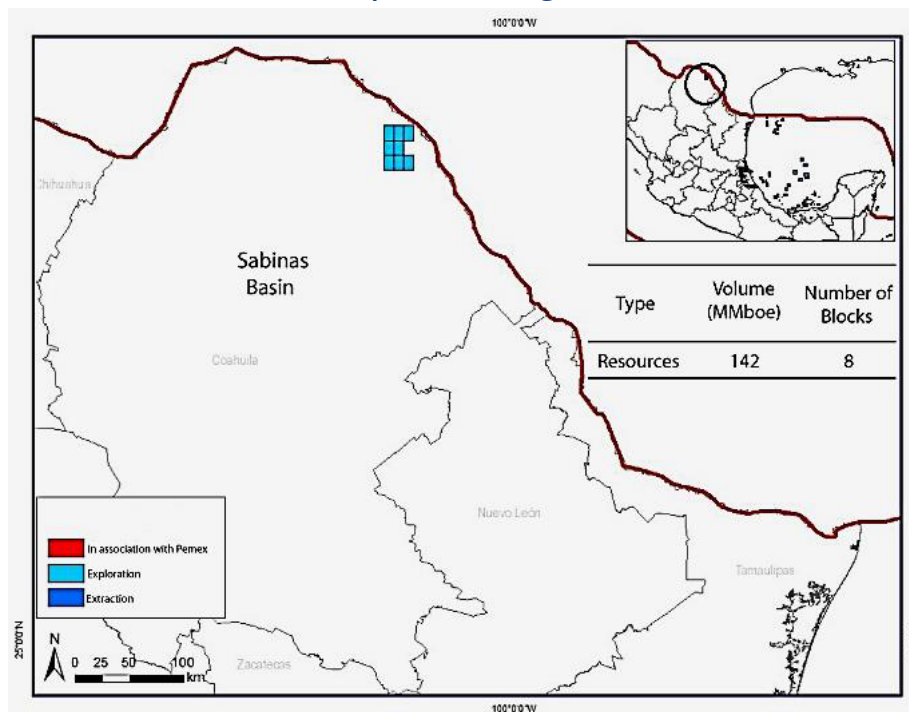 100°0'0"W
Chihuahua
Sabinas
Basin
Coahuila
Type
Volume
(MMboe)
Number of
Blocks
Resources
142
8
Nuevo León
Tamaulipas
In association with Pemex
Exploration
Extraction
25°0'0"N
N
0 25 50 100
km
Zacatecas
100°0'0"W